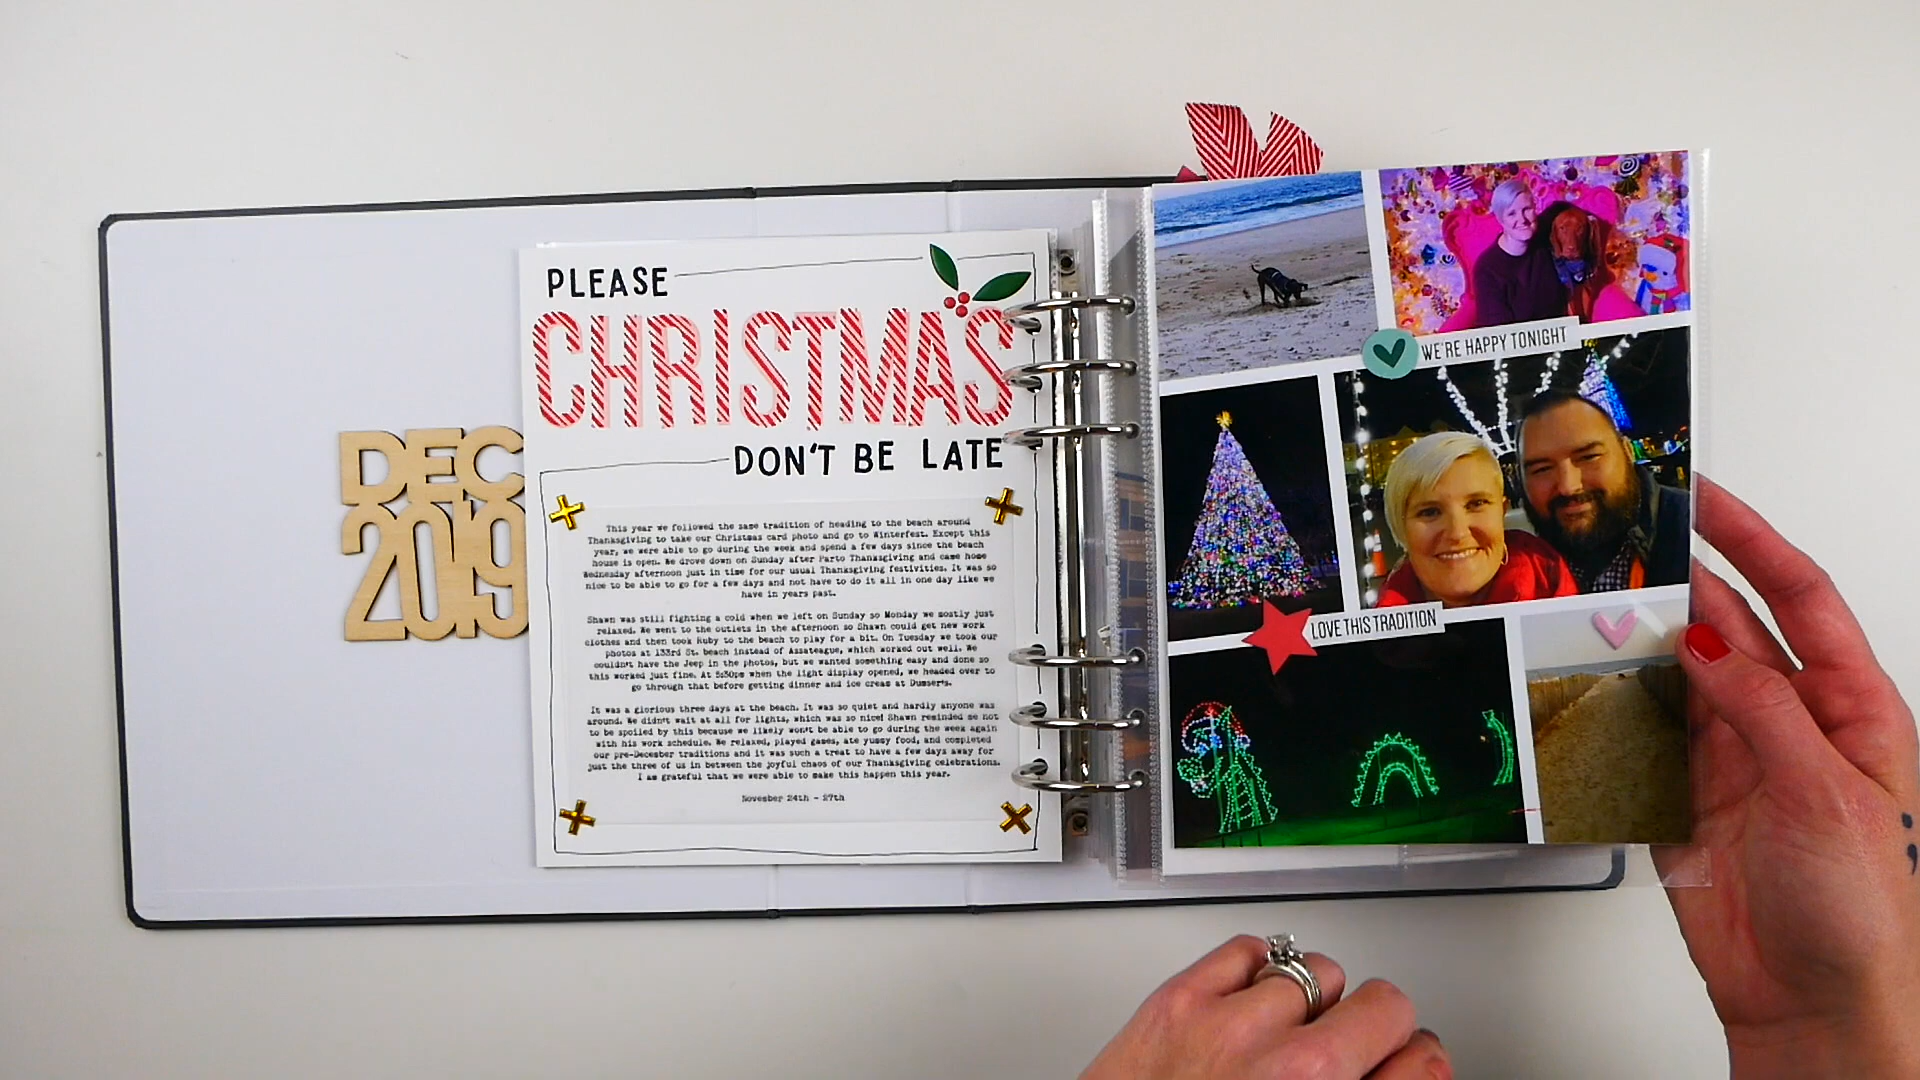 DEC
2019
PLEASE
CHRISTMAS
DON'T BE LATE
This year we followed the same tradition of heading to the beach around
Thanksgiving to take our Christmas card photo and go to Winterfest. Except this
year, we were able to go during the week and spend a few days since the beach
house is open. We drove down on Sunday after Parto Thanksgiving and came home
Wednesday afternoon just in time for our usual Thanksgiving festivities. It was so
nice to be able to go for a few days and not have to do it all in one day like we
have in years past.
Shawn was still fighting a cold when we left on Sunday so Monday we mostly just
relaxed. We went to the outlets in the afternoon so Shawn could get new work
clothes and then took Ruby to the beach to play for a bit. On Tuesday we took our
photos at 133rd St. beach instead of Assateague, which worked out well. We
couldn't have the Jeep in the photos, but we wanted something easy and done so
this worked just fine. At 5:30pm when the light display opened, we headed over to
go through that before getting dinner and ice cream at Dumser's.
It was a glorious three days at the beach. It was so quiet and hardly anyone was
around. We didn't wait at all for lights, which was so nice! Shawn reminded me not
to be spoiled by this because we likely won't be able to go during the week again
with his work schedule. We relaxed, played games, ate yummy food, and completed
our pre-December traditions and it was such a treat to have a few days away for
just the three of us in between the joyful chaos of our Thanksgiving celebrations.
I am grateful that we were able to make this happen this year.
November 24th - 27th
WE'RE HAPPY TONIGHT
LOVE THIS TRADITION